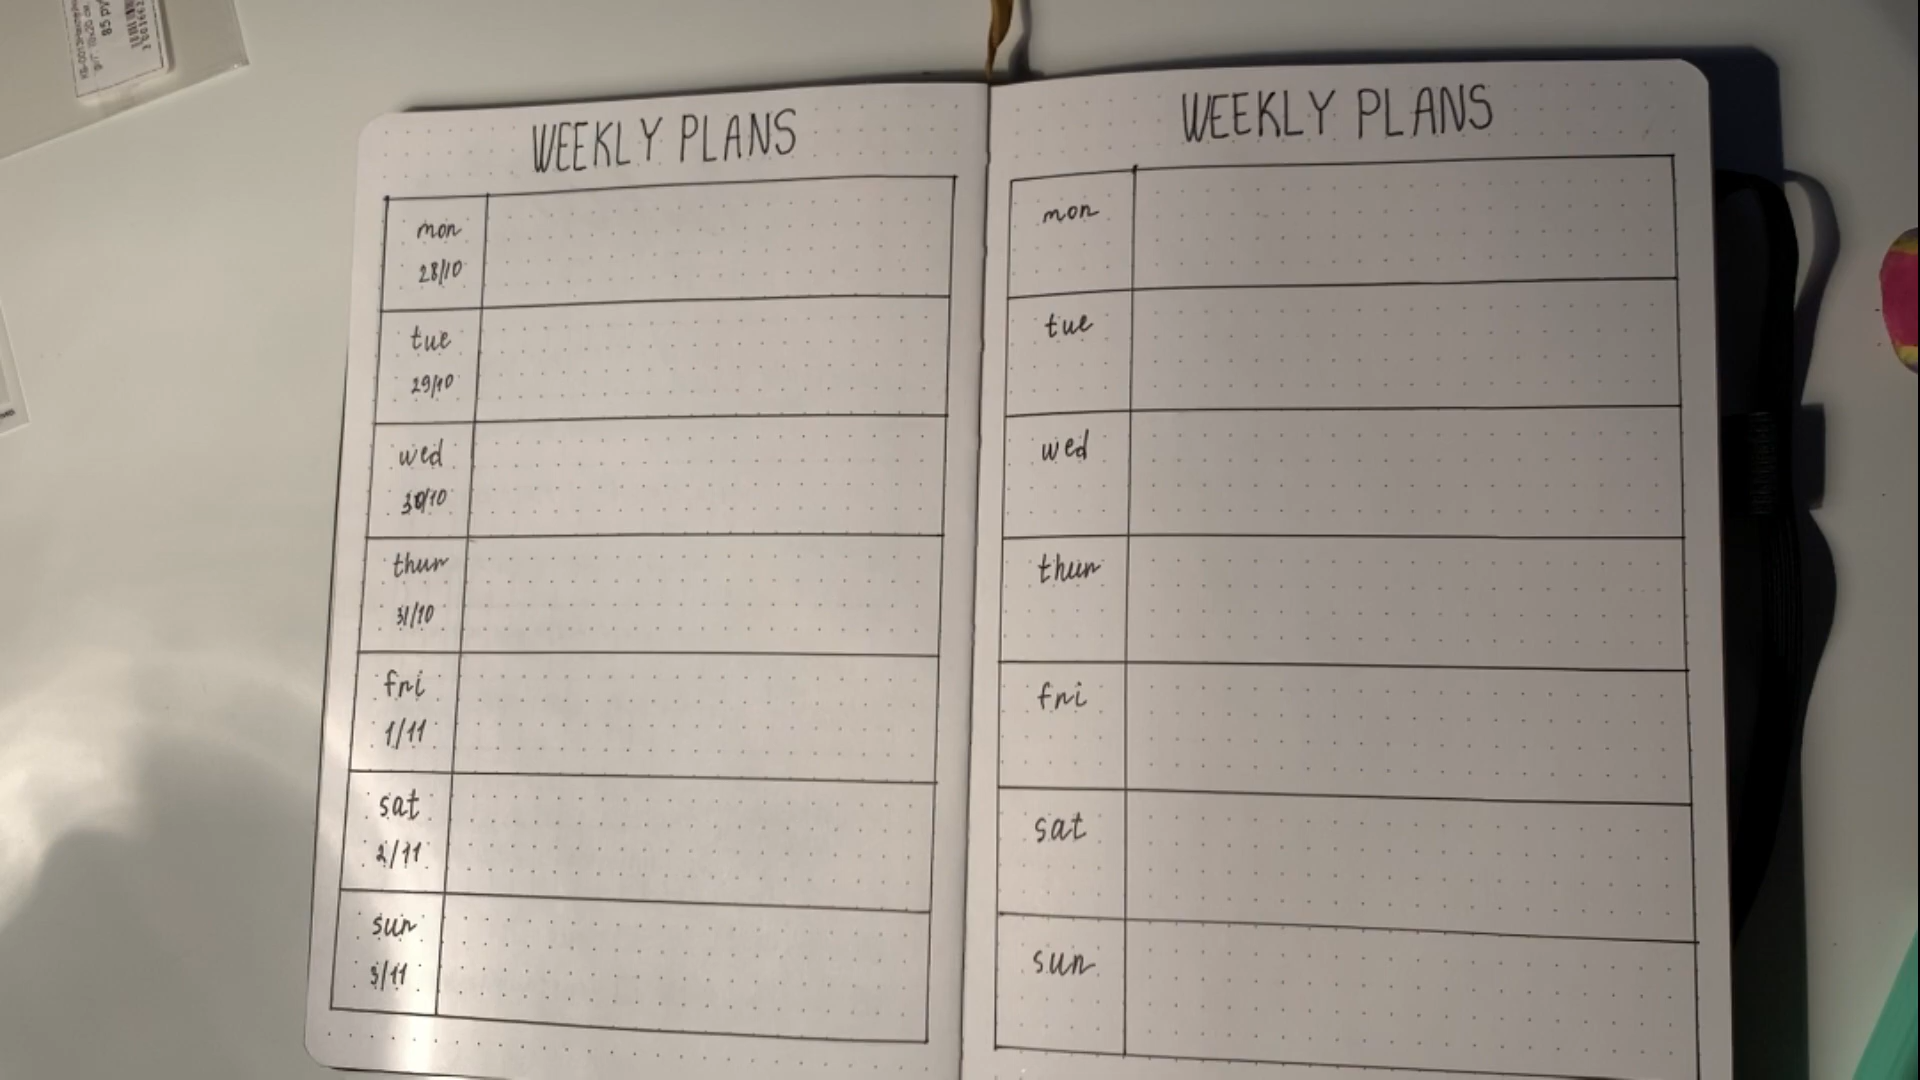 WEEKLY PLANS
mon
28/10
tue
29/10
wed
30/10
thur
31/10
fri
1/11
sat
2/11
sun
3/11
WEEKLY PLANS
mon
tue
wed
thur
fri
sat
sun
85